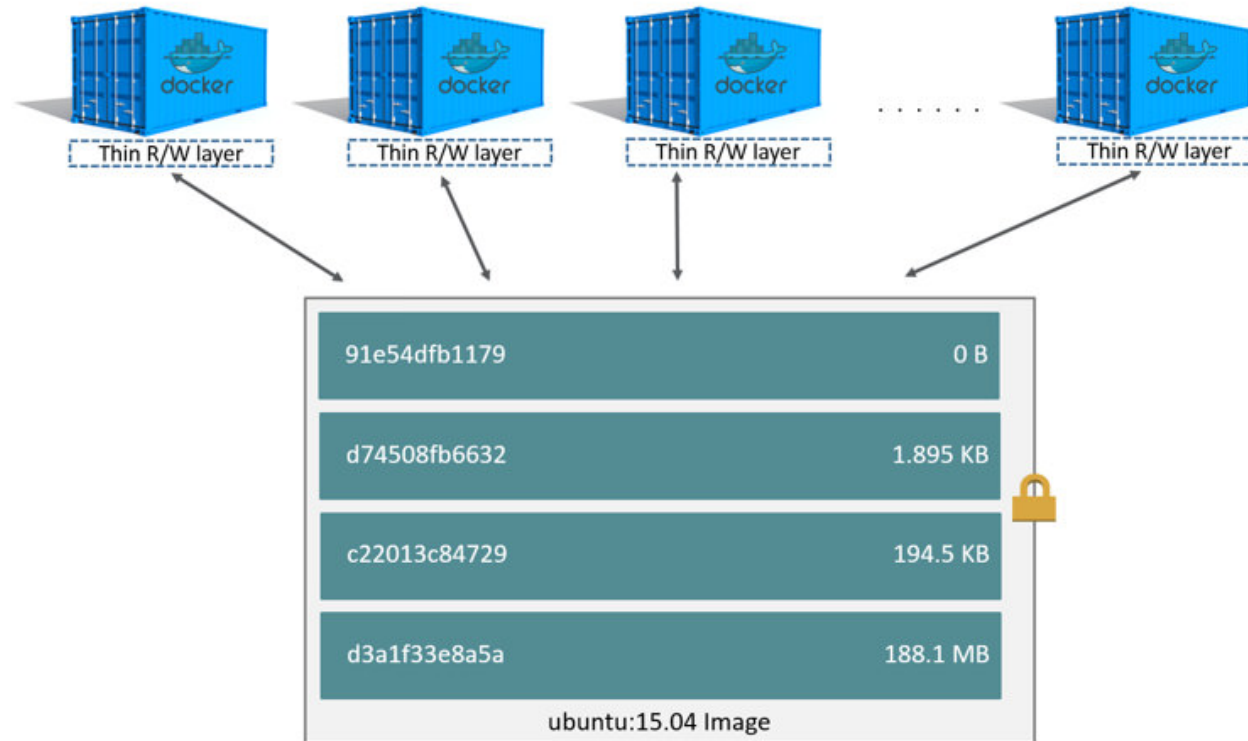 docker docker docker docker
. . . . . .
Thin R/W layer Thin R/W layer Thin R/W layer Thin R/W layer
91e54dfb1179 0 B
d74508fb6632 1.895 KB
c22013c84729 194.5 KB
d3a1f33e8a5a 188.1 MB
ubuntu:15.04 Image